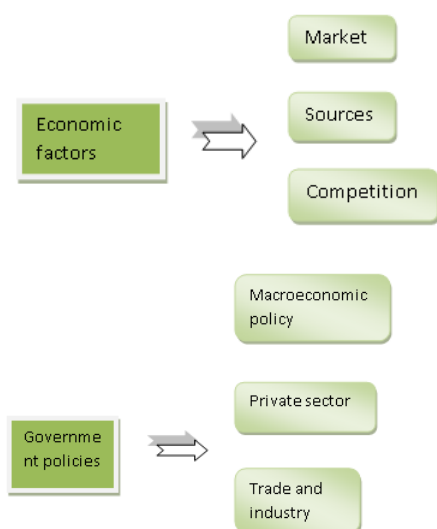 Market
Economic
factors
Sources
Competition
Macroeconomic
policy
Private sector
Governme
nt policies
Trade and
industry